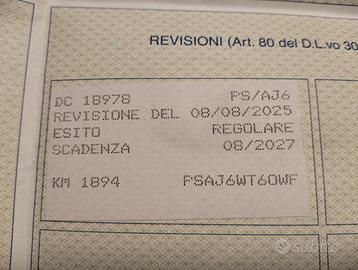 REVISIONI (Art. 80 del D.L.vo 30
DC 18978 PS/AJ6
REVISIONE DEL 08/08/2025
ESITO REGOLARE
SCADENZA 08/2027
KM 1894 PSAJ6WT60WF
subito